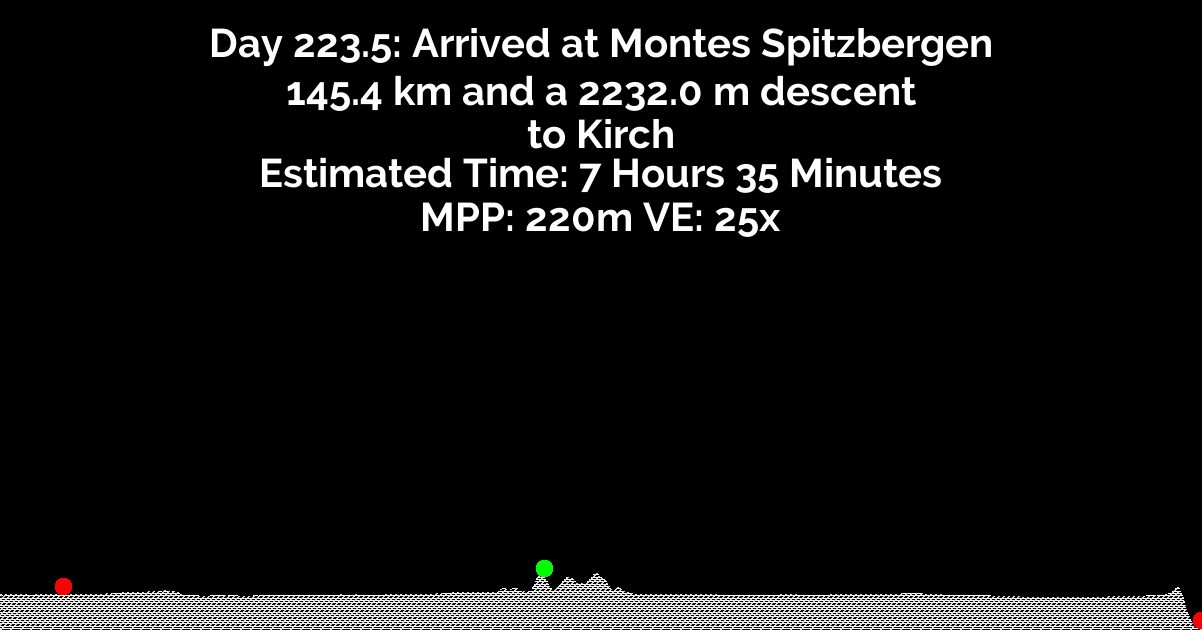 Day 223.5: Arrived at Montes Spitzbergen
145.4 km and a 2232.0 m descent
to Kirch
Estimated Time: 7 Hours 35 Minutes
MPP: 220m VE: 25x